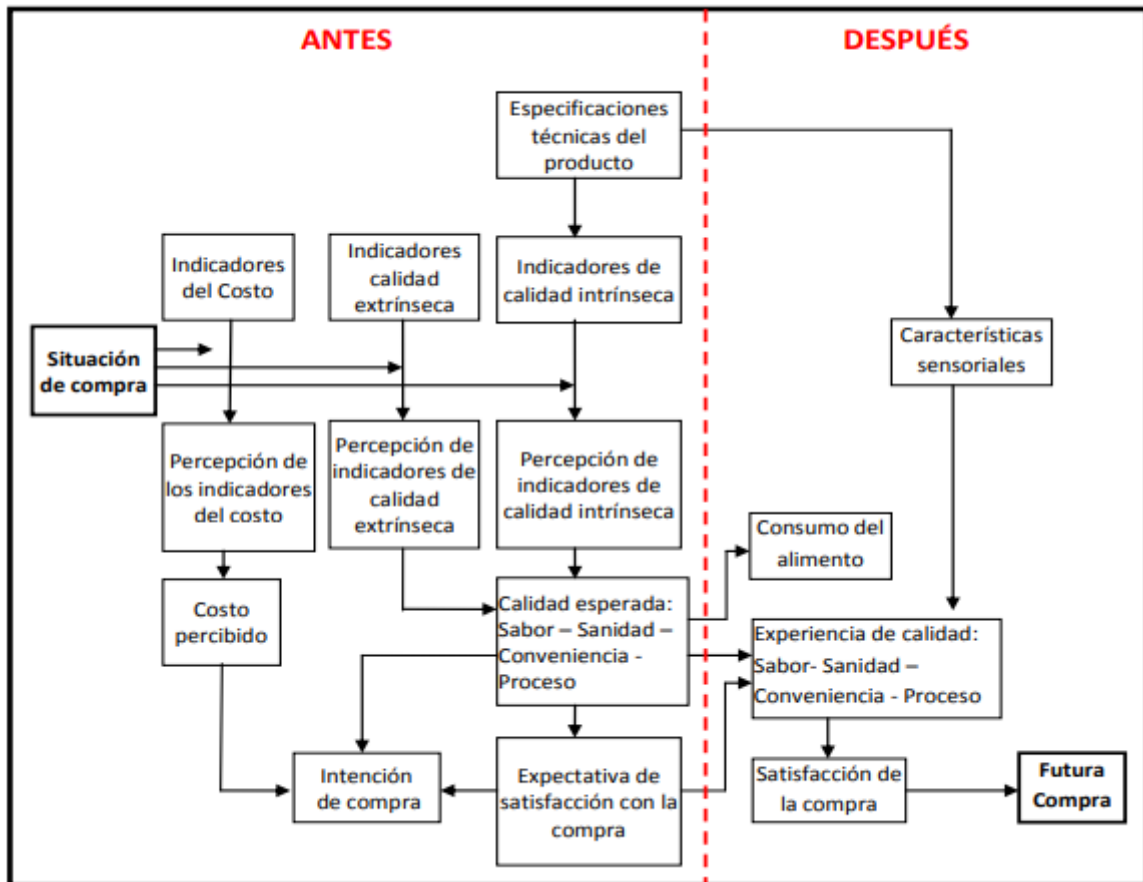 ANTES
DESPUÉS
Especificaciones
técnicas del
producto
Indicadores
del Costo
Indicadores
calidad
extrínseca
Indicadores de
calidad intrínseca
Situación
de compra
Características
sensoriales
Percepción de
los indicadores
del costo
Percepción de
indicadores de
calidad
extrínseca
Percepción de
indicadores de
calidad intrínseca
Consumo del
alimento
Costo
percibido
Calidad esperada:
Sabor – Sanidad –
Conveniencia -
Proceso
Experiencia de calidad:
Sabor- Sanidad –
Conveniencia - Proceso
Intención
de compra
Expectativa de
satisfacción con la
compra
Satisfacción de
la compra
Futura
Compra